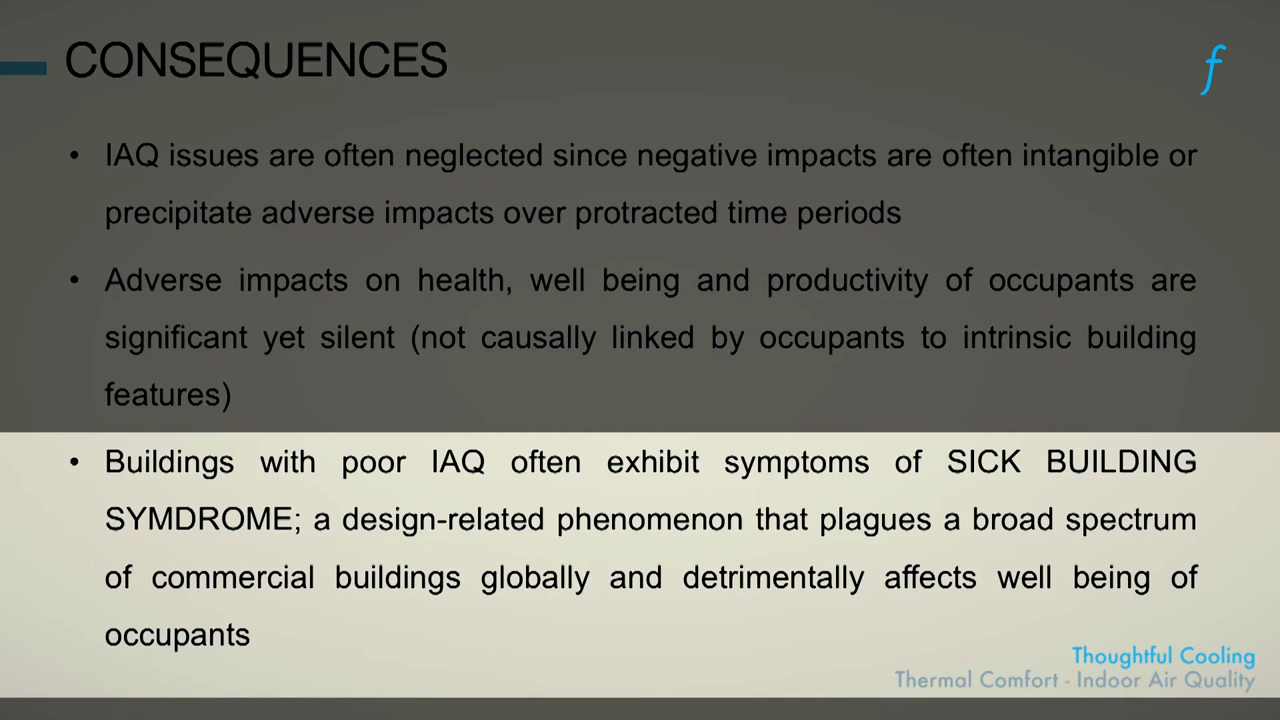 CONSEQUENCES
f
• IAQ issues are often neglected since negative impacts are often intangible or
precipitate adverse impacts over protracted time periods
• Adverse impacts on health, well being and productivity of occupants are
significant yet silent (not causally linked by occupants to intrinsic building
features)
• Buildings with poor IAQ often exhibit symptoms of SICK BUILDING
SYMDROME; a design-related phenomenon that plagues a broad spectrum
of commercial buildings globally and detrimentally affects well being of
occupants
Thoughtful Cooling
Thermal Comfort - Indoor Air Quality